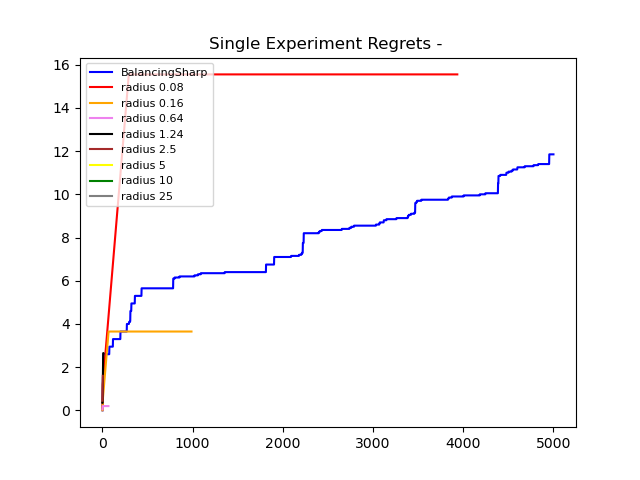 Single Experiment Regrets -
BalancingSharp
radius 0.08
radius 0.16
radius 0.64
radius 1.24
radius 2.5
radius 5
radius 10
radius 25
16
14
12
10
8
6
4
2
0
0 1000 2000 3000 4000 5000